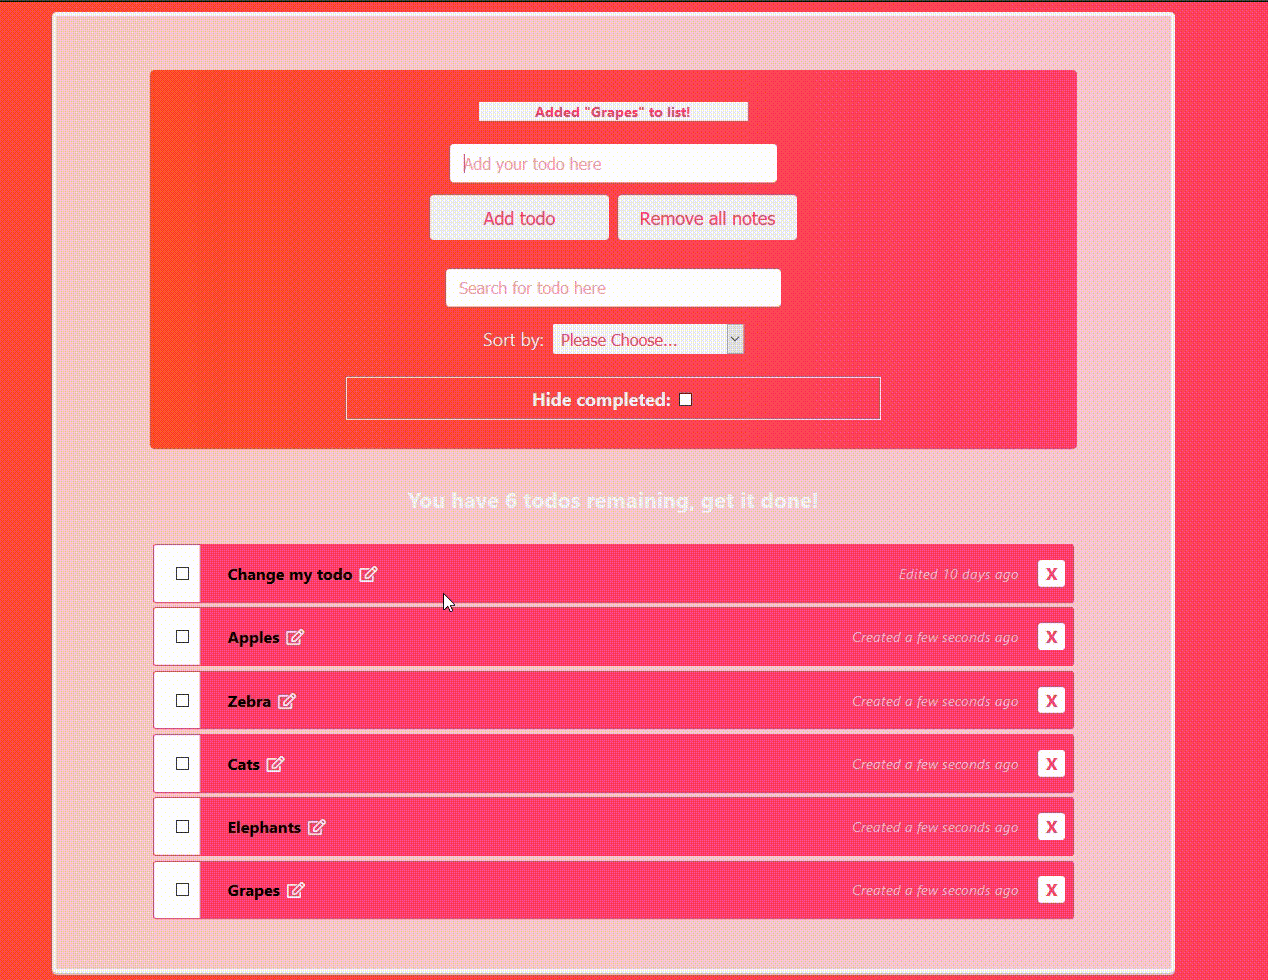 Added "Grapes" to list!
Add your todo here
Add todo
Remove all notes
Search for todo here
Sort by: Please Choose...
Hide completed:
You have 6 todos remaining, get it done!
Change my todo Edited 10 days ago X
Apples Created a few seconds ago X
Zebra Created a few seconds ago X
Cats Created a few seconds ago X
Elephants Created a few seconds ago X
Grapes Created a few seconds ago X